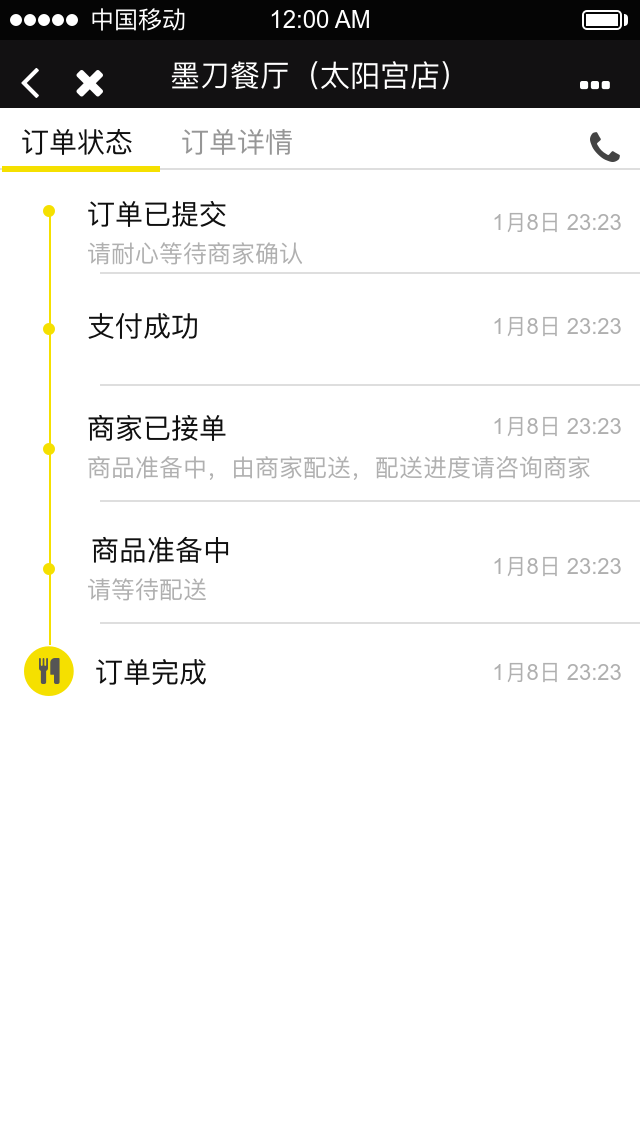 中国移动 12:00 AM
墨刀餐厅（太阳宫店）
订单状态 订单详情
订单已提交 1月8日 23:23
请耐心等待商家确认
支付成功 1月8日 23:23
商家已接单 1月8日 23:23
商品准备中，由商家配送，配送进度请咨询商家
商品准备中 1月8日 23:23
请等待配送
订单完成 1月8日 23:23